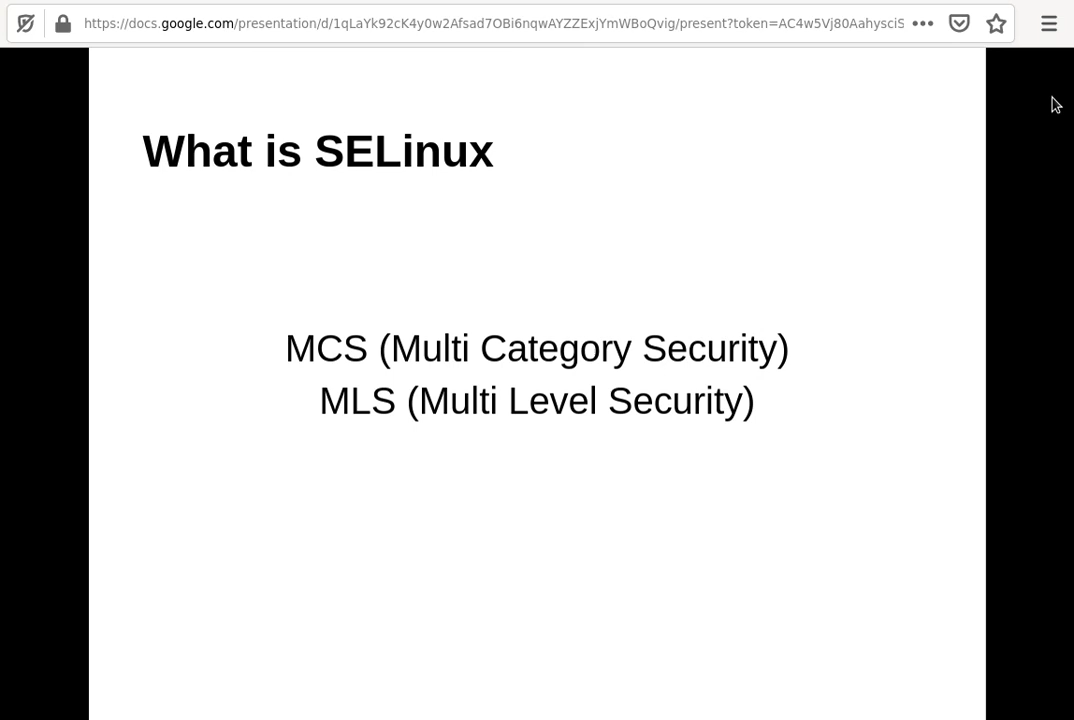 https://docs.google.com/presentation/d/1qLaYk92cK4y0w2Afsad7OBi6nqwAYZZExjYmWBoQvig/present?token=AC4w5Vj80AahysciS
What is SELinux
MCS (Multi Category Security)
MLS (Multi Level Security)